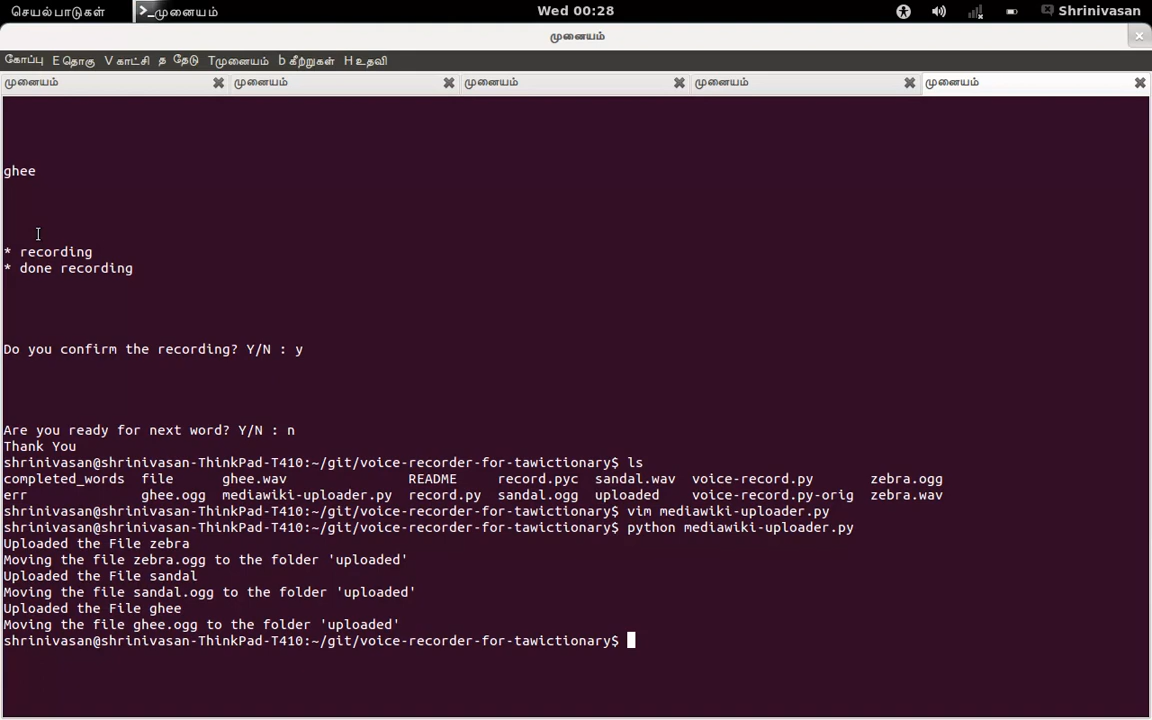 செயல்பாடுகள் >_முனையம் Wed 00:28 Shrinivasan
முனையம்
கோப்பு E தொகு V காட்சி த தேடு Tமுனையம் b கீற்றுகள் H உதவி
முனையம் முனையம் முனையம் முனையம் முனையம்
ghee
* recording
* done recording
Do you confirm the recording? Y/N : y
Are you ready for next word? Y/N : n
Thank You
shrinivasan@shrinivasan-ThinkPad-T410:~/git/voice-recorder-for-tawictionary$ ls
completed_words file ghee.wav README record.pyc sandal.wav voice-record.py zebra.ogg
err ghee.ogg mediawiki-uploader.py record.py sandal.ogg uploaded voice-record.py-orig zebra.wav
shrinivasan@shrinivasan-ThinkPad-T410:~/git/voice-recorder-for-tawictionary$ vim mediawiki-uploader.py
shrinivasan@shrinivasan-ThinkPad-T410:~/git/voice-recorder-for-tawictionary$ python mediawiki-uploader.py
Uploaded the File zebra
Moving the file zebra.ogg to the folder 'uploaded'
Uploaded the File sandal
Moving the file sandal.ogg to the folder 'uploaded'
Uploaded the File ghee
Moving the file ghee.ogg to the folder 'uploaded'
shrinivasan@shrinivasan-ThinkPad-T410:~/git/voice-recorder-for-tawictionary$